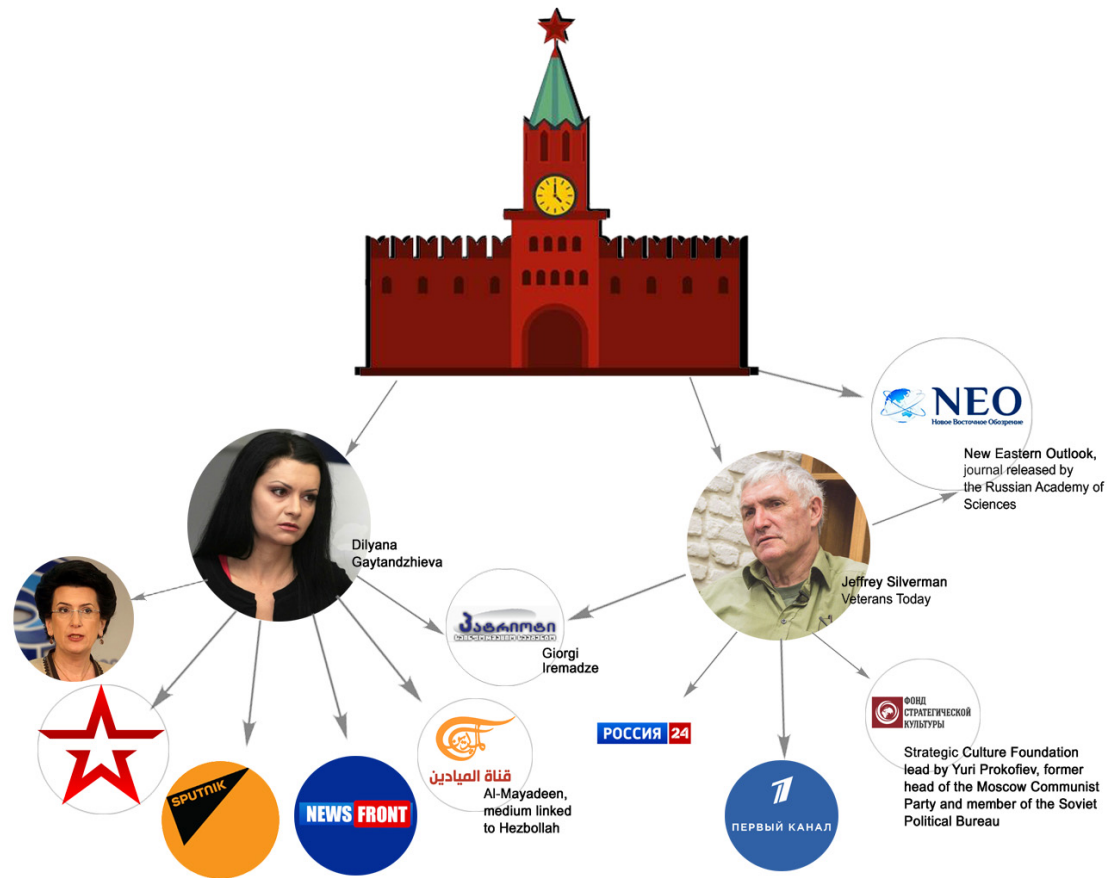 NEO
Новое Восточное Обозрение
New Eastern Outlook,
journal released by
the Russian Academy of
Sciences
Dilyana
Gaytandzhieva
Jeffrey Silverman
Veterans Today
პატრიოტი
Giorgi
Iremadze
SPUTNIK
NEWS FRONT
الميادين
قناة الميادين
Al-Mayadeen,
medium linked
to Hezbollah
РОССИЯ 24
ПЕРВЫЙ КАНАЛ
ФОНД
СТРАТЕГИЧЕСКОЙ
КУЛЬТУРЫ
Strategic Culture Foundation
lead by Yuri Prokofiev, former
head of the Moscow Communist
Party and member of the Soviet
Political Bureau